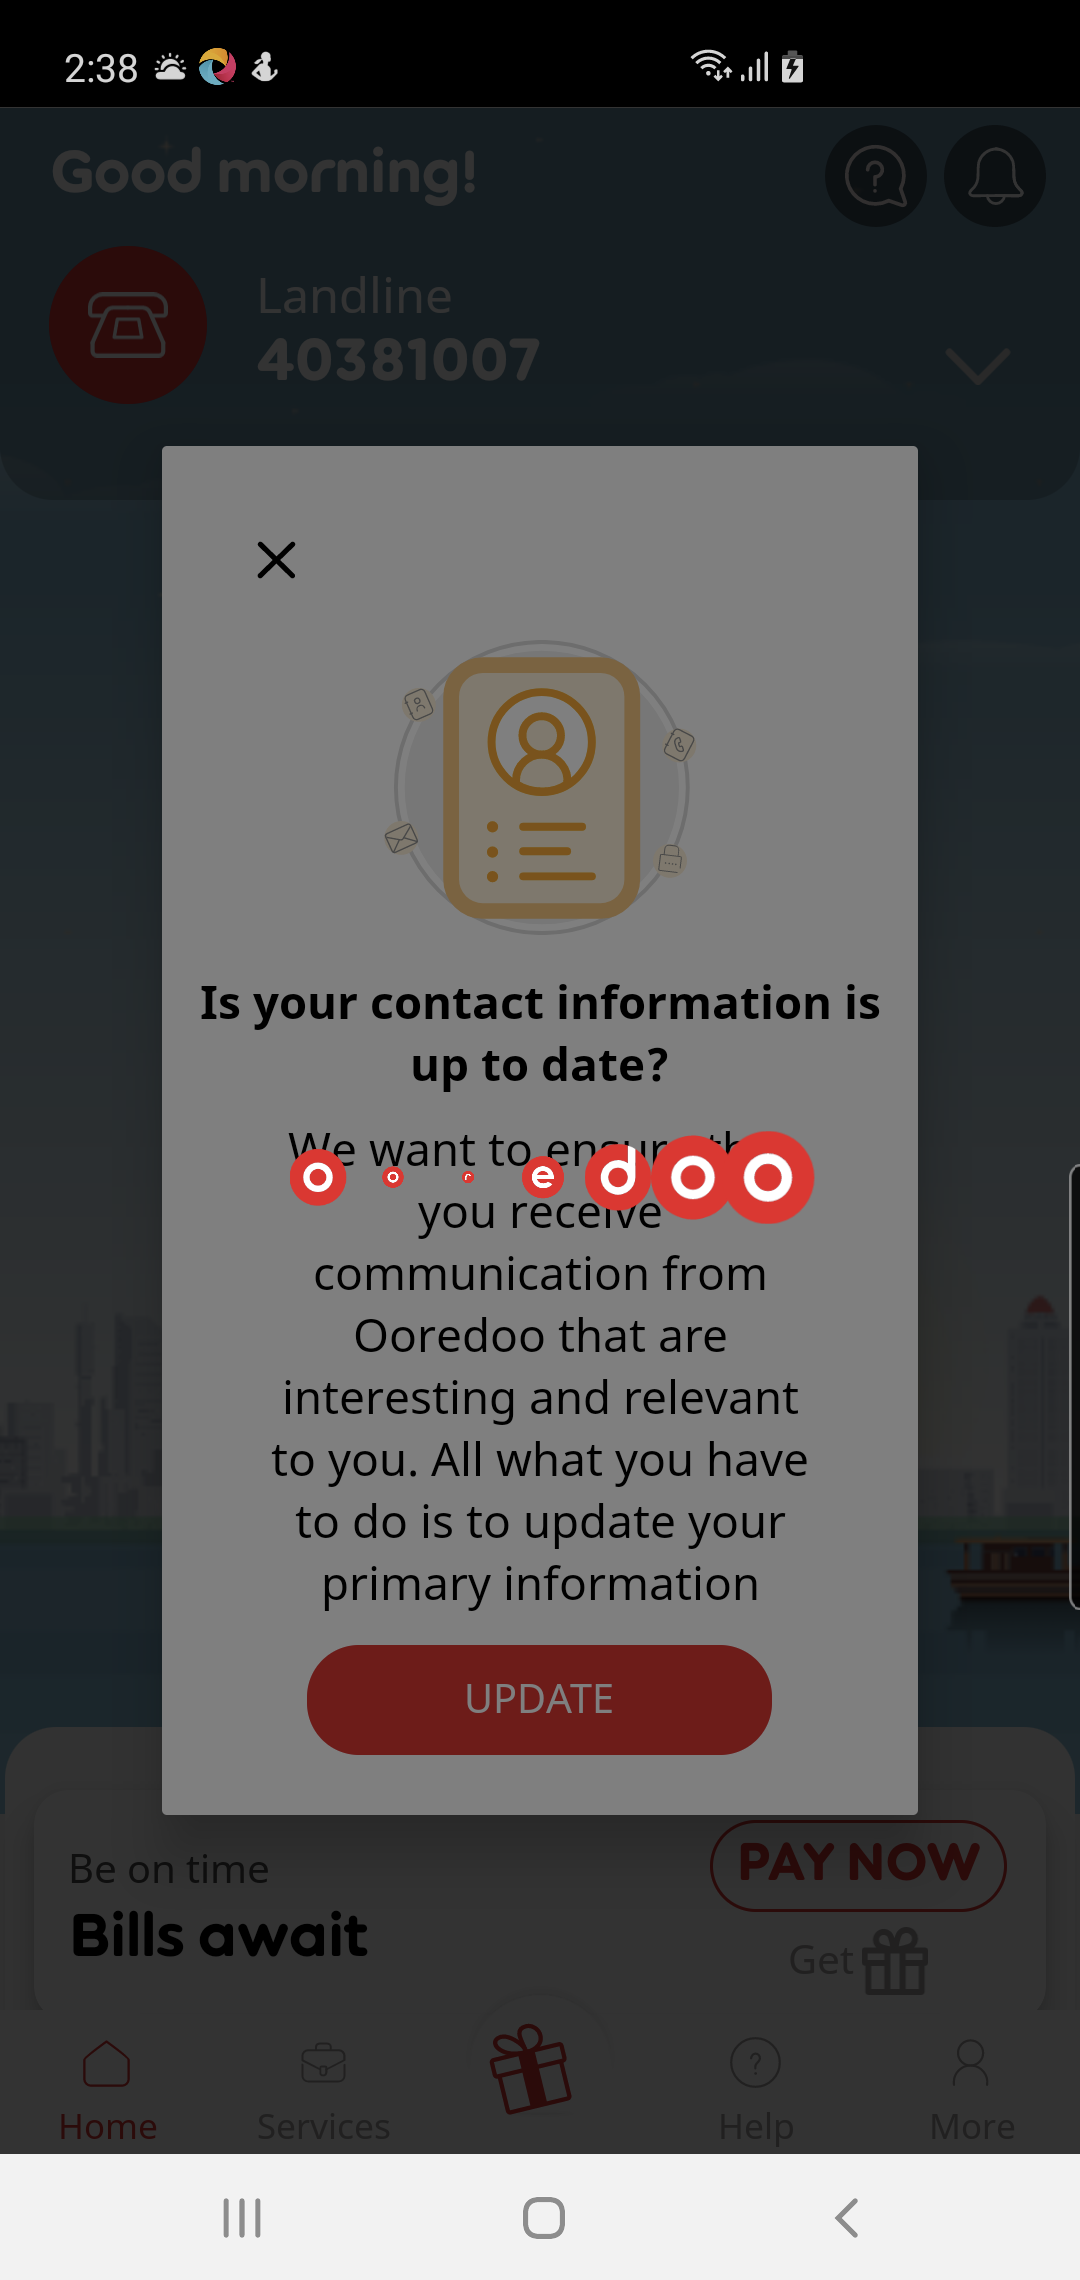 2:38
Good morning!
Landline
40381007
Is your contact information is
up to date?
We want to ensure
you receive
ooredoo
communication from
Ooredoo that are
interesting and relevant
to you. All what you have
to do is to update your
primary information
UPDATE
Be on time
PAY NOW
Bills await
Get
Home
Services
Help
More